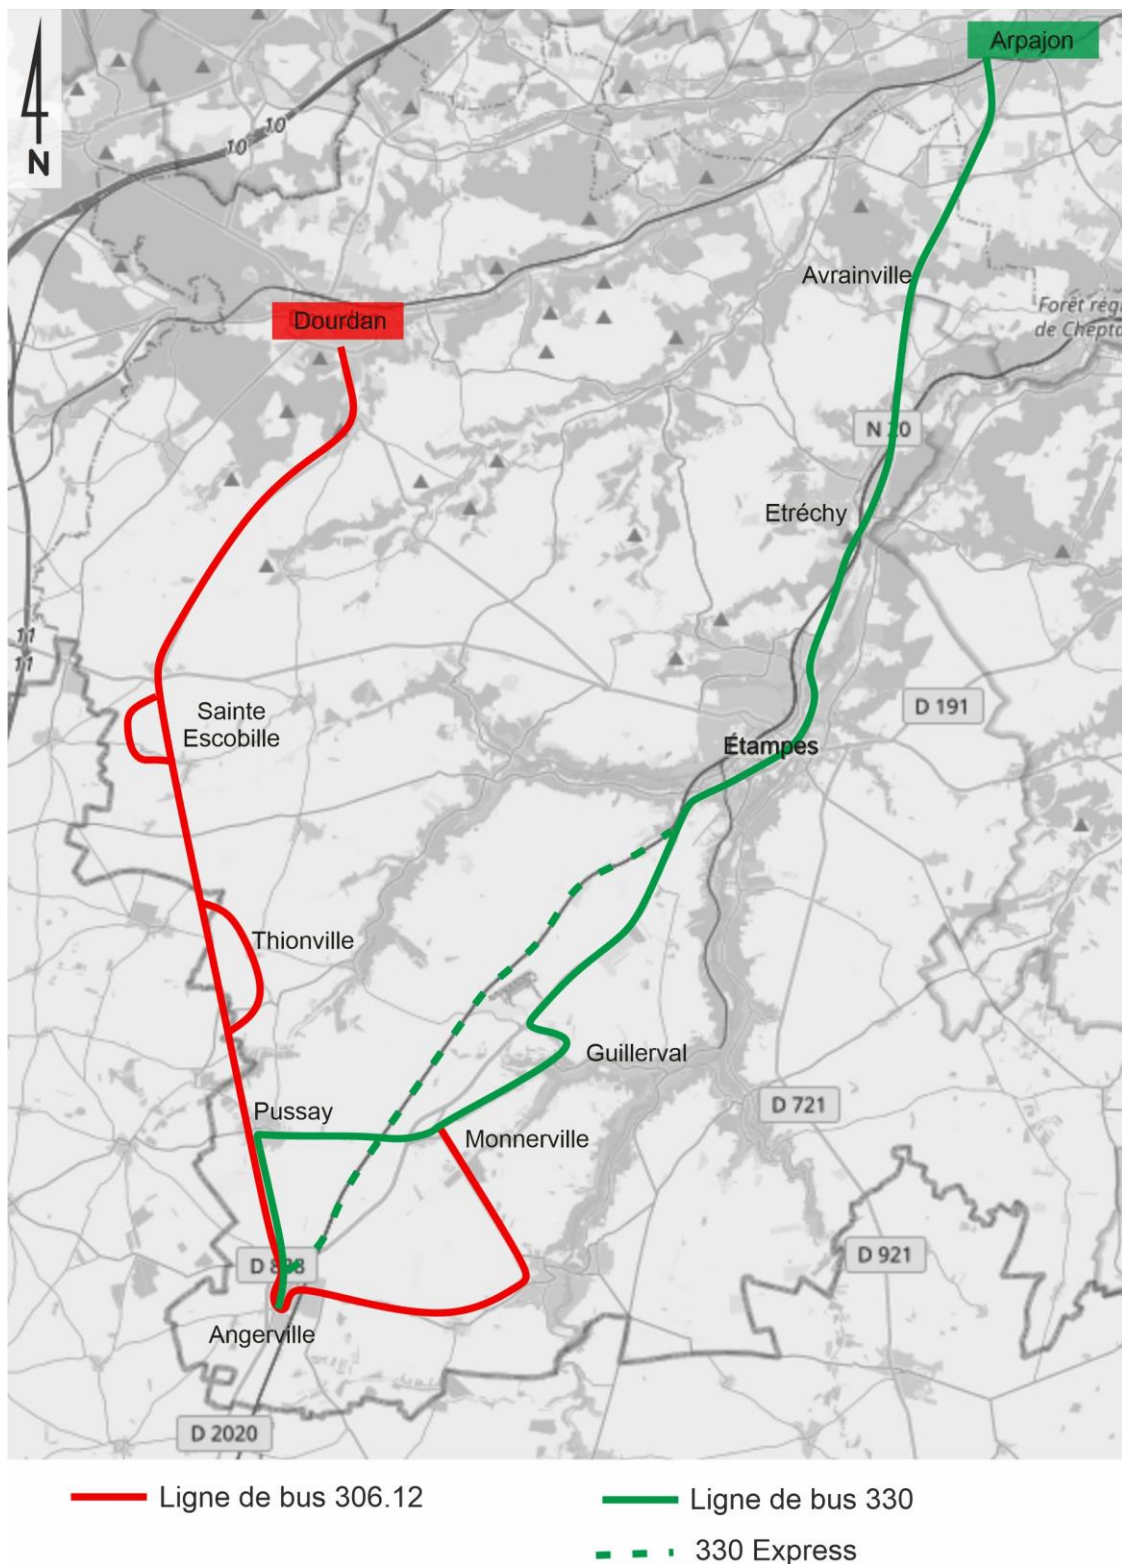 Arpajon
N
10
10
Avrainville
Forêt régi
de Chepta
Dourdan
N 20
Etréchy
11
11
Sainte
Escobille
D 191
Étampes
Thionville
Guillerval
Pussay
D 721
Monnerville
D 921
Angerville
D 2020
Ligne de bus 306.12
Ligne de bus 330
330 Express